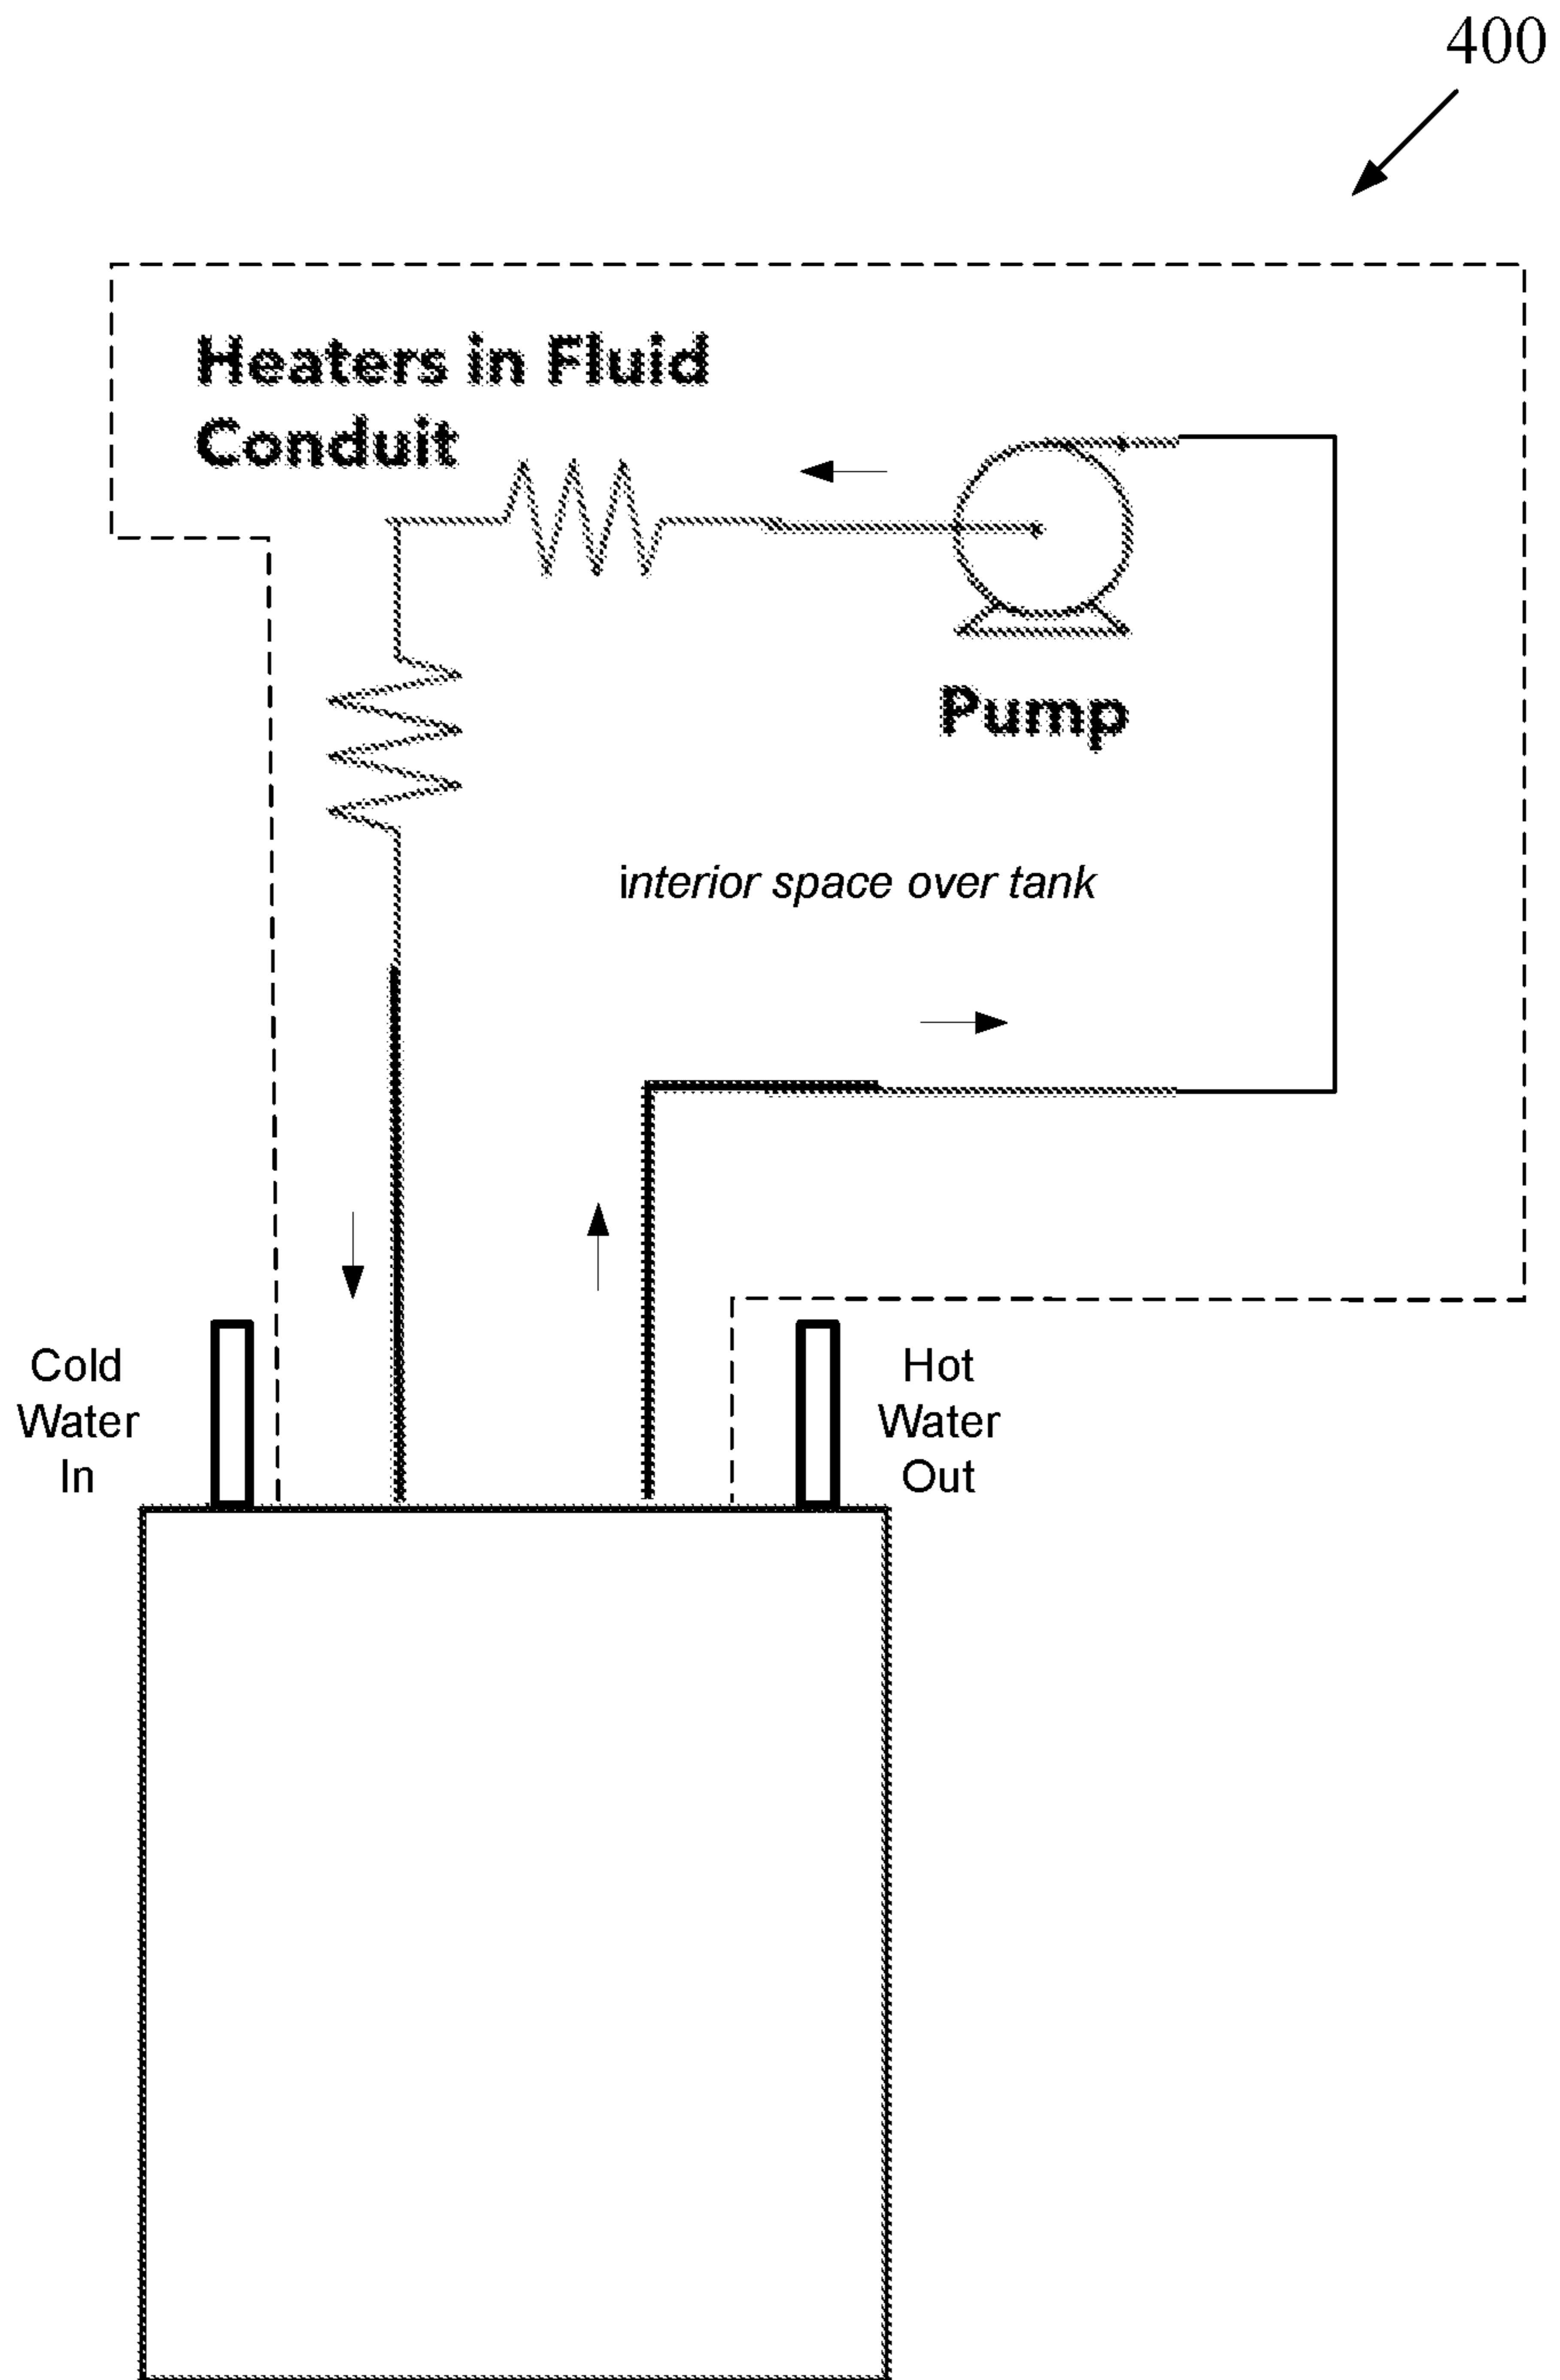 400
Heaters in Fluid
Conduit
Pump
interior space over tank
Cold
Water
In
Hot
Water
Out